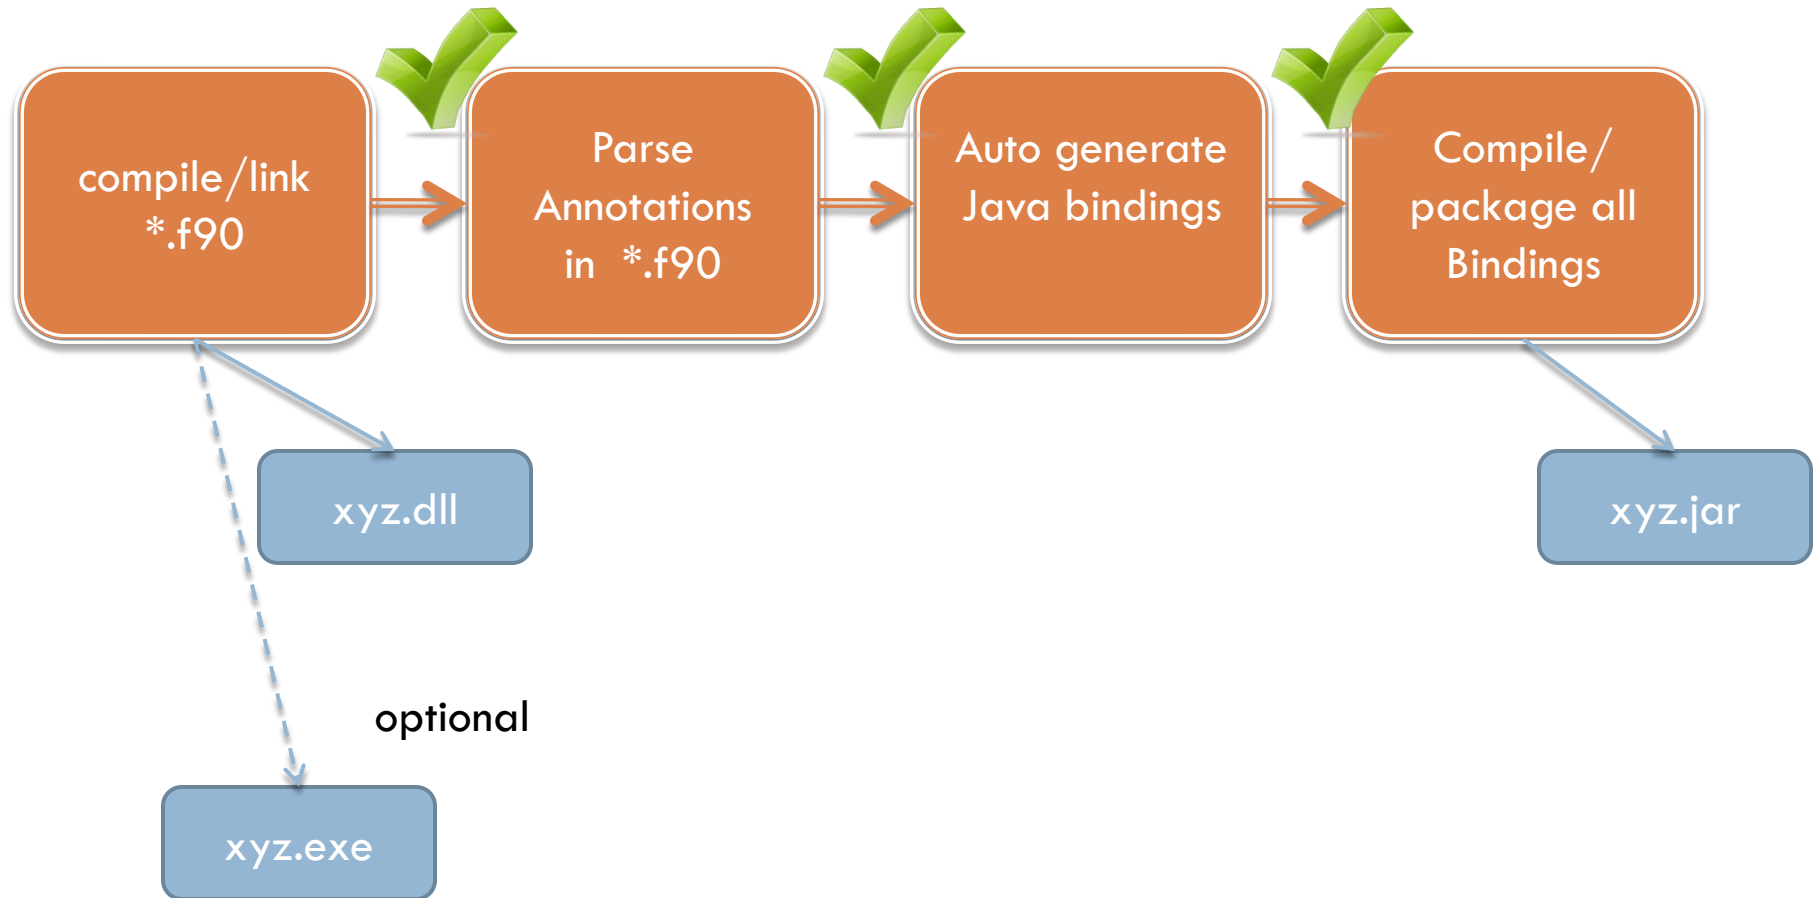 compile/link
*.f90
Parse
Annotations
in *.f90
Auto generate
Java bindings
Compile/
package all
Bindings
xyz.dll
xyz.jar
optional
xyz.exe